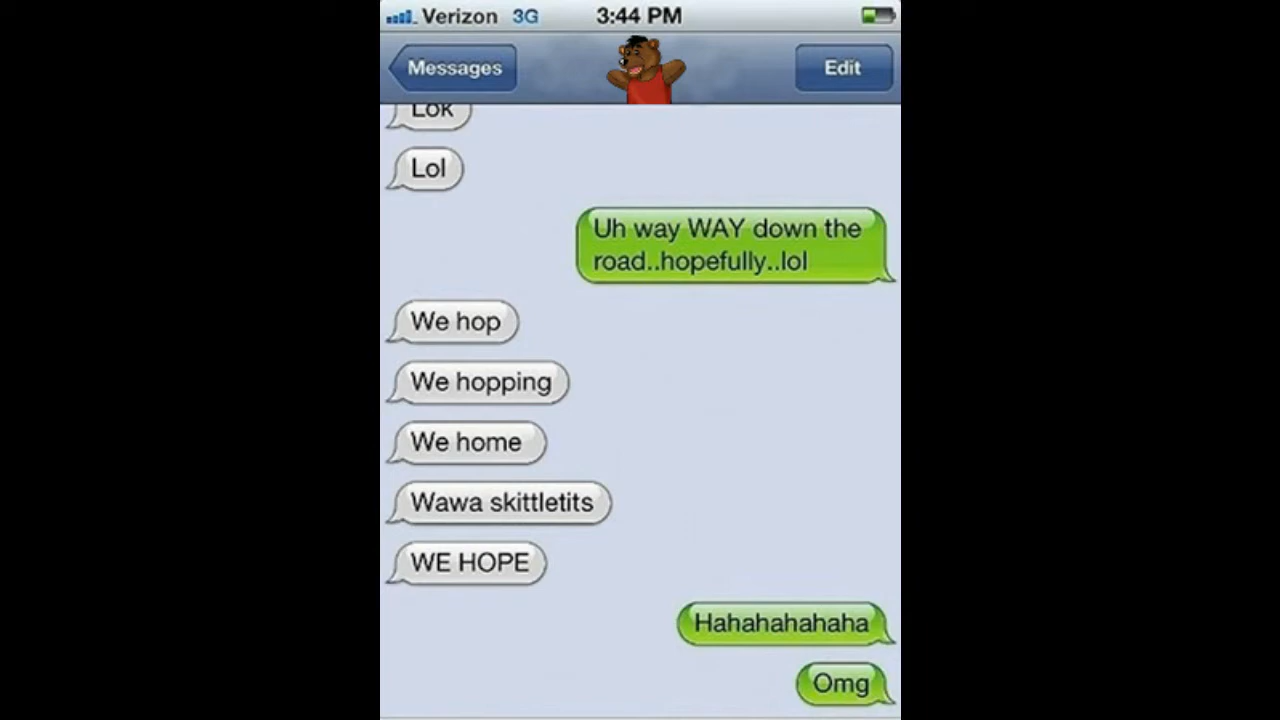 Verizon 3G 3:44 PM
Messages Edit
Lok
Lol
Uh way WAY down the
road..hopefully..lol
We hop
We hopping
We home
Wawa skittletits
WE HOPE
Hahahahahaha
Omg